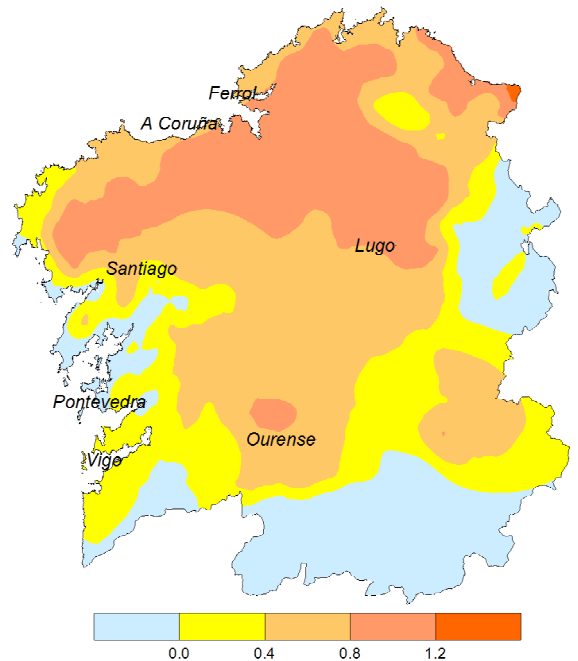 Ferrol
A Coruña
Lugo
Santiago
Pontevedra
Ourense
Vigo
0.0 0.4 0.8 1.2